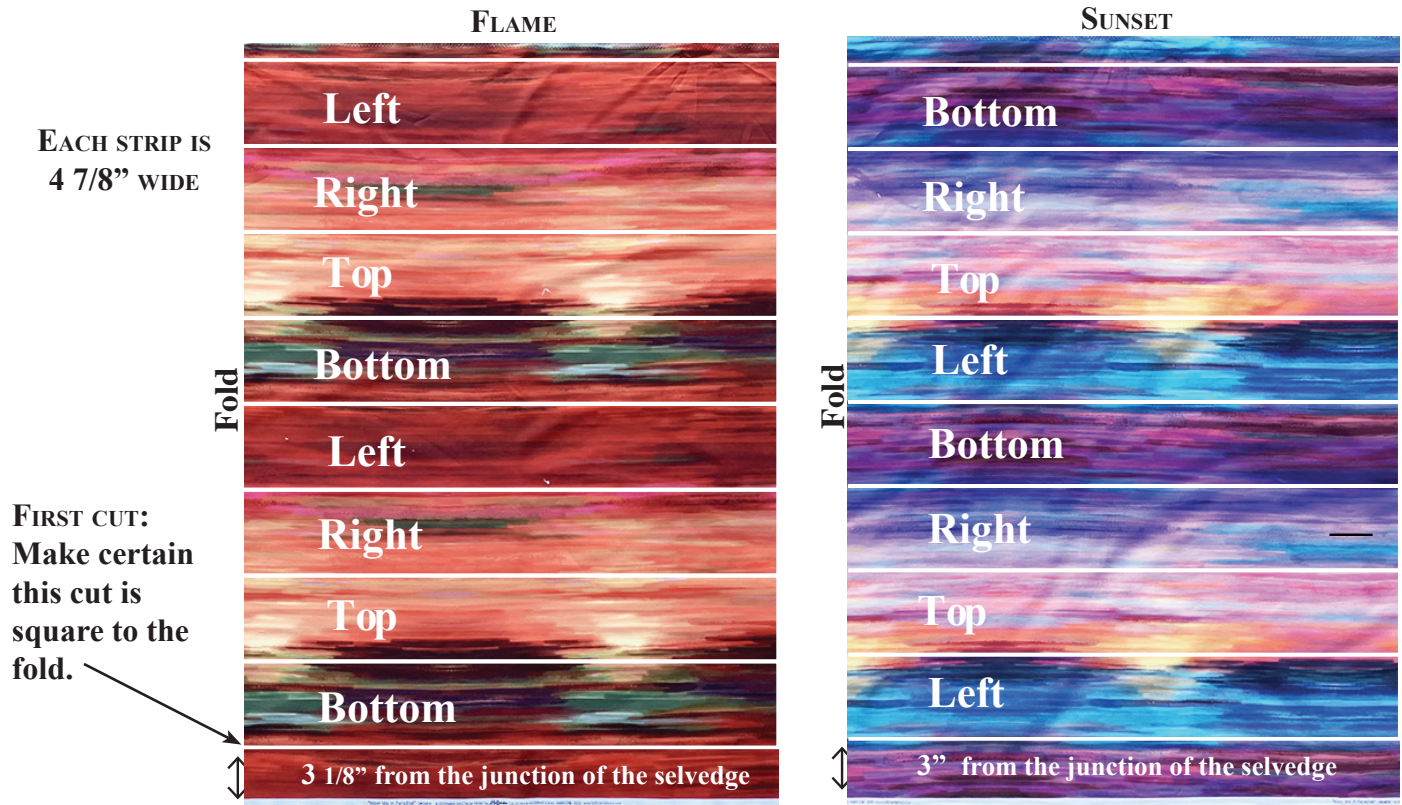 Flame
Sunset
Each strip is
4 7/8” wide
Left
Right
Top
Bottom
Left
Right
Top
Bottom
Fold
First cut:
Make certain
this cut is
square to the
fold.
3 1/8” from the junction of the selvedge
Bottom
Right
Top
Left
Bottom
Right
Top
Left
Fold
3” from the junction of the selvedge